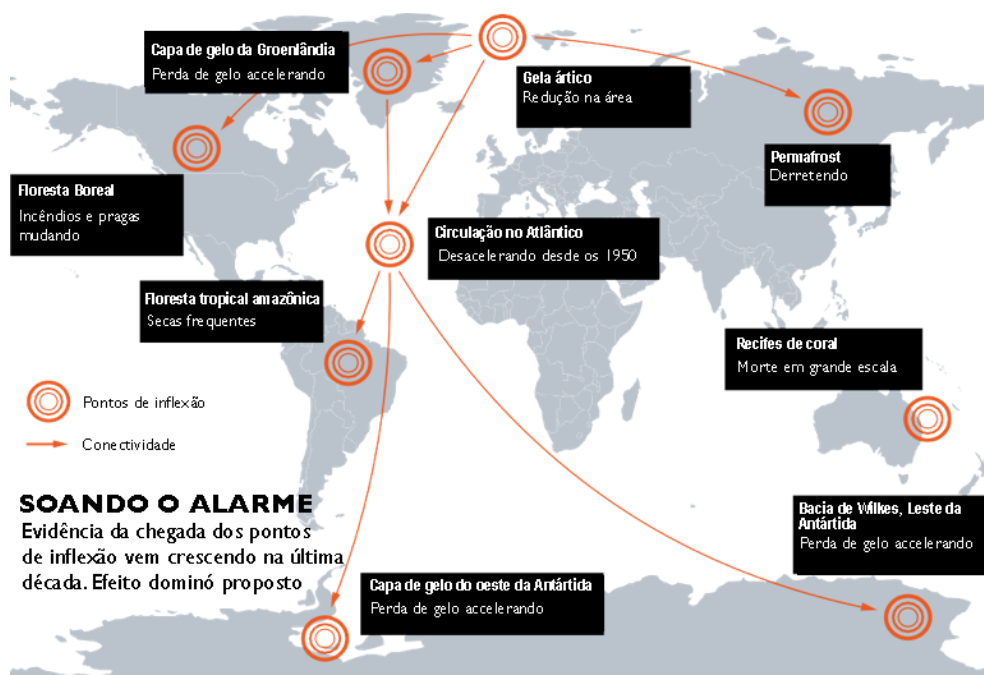 Capa de gelo da Groenlândia
Perda de gelo accelerando
Gela ártico
Redução na área
Permafrost
Derretendo
Floresta Boreal
Incêndios e pragas
mudando
Circulação no Atlântico
Desacelerando desde os 1950
Floresta tropical amazônica
Secas frequentes
Recifes de coral
Morte em grande escala
Pontos de inflexão
Conectividade
SOANDO O ALARME
Evidência da chegada dos pontos
de inflexão vem crescendo na última
década. Efeito dominó proposto
Bacia de Wilkes, Leste da
Antártida
Perda de gelo accelerando
Capa de gelo do oeste da Antártida
Perda de gelo accelerando